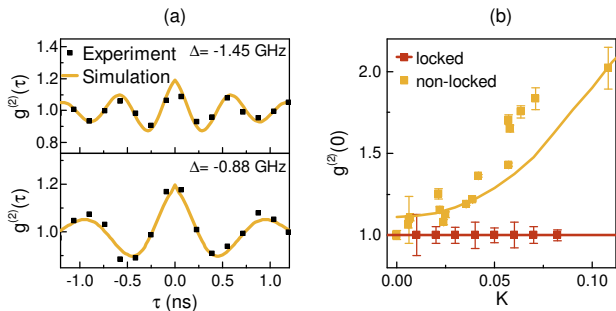 (a)
1.4
Experiment
Δ= -1.45 GHz
Simulation
1.2
1.0
0.8
g(2)(τ)
Δ= -0.88 GHz
1.2
1.0
g(2)(τ)
-1.0 -0.5 0.0 0.5 1.0
τ (ns)
(b)
locked
non-locked
2.0
1.5
1.0
g(2)(0)
0.00 0.05 0.10
K